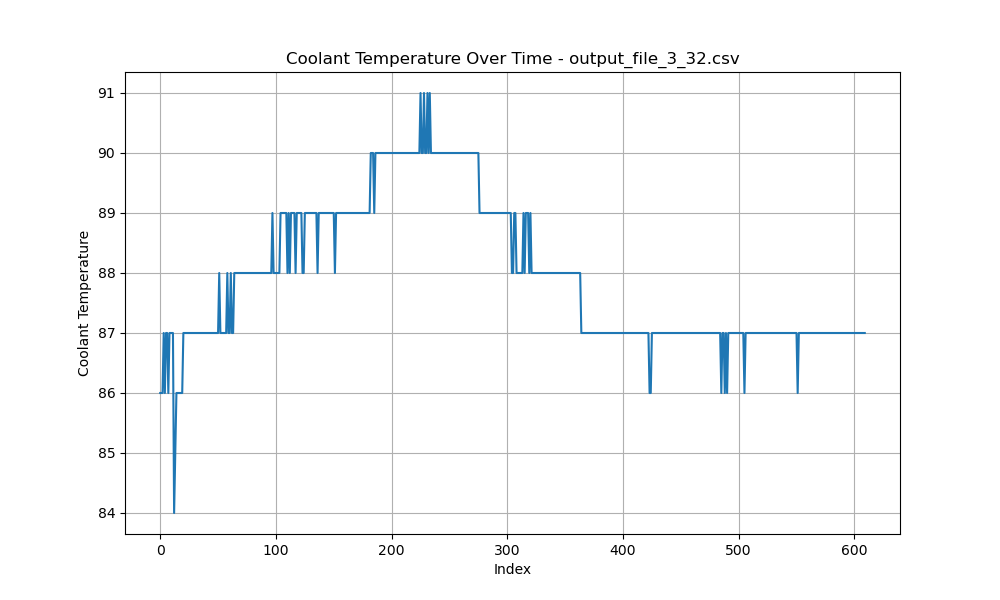 Coolant Temperature Over Time - output_file_3_32.csv
Coolant Temperature
91
90
89
88
87
86
85
84
0 100 200 300 400 500 600
Index